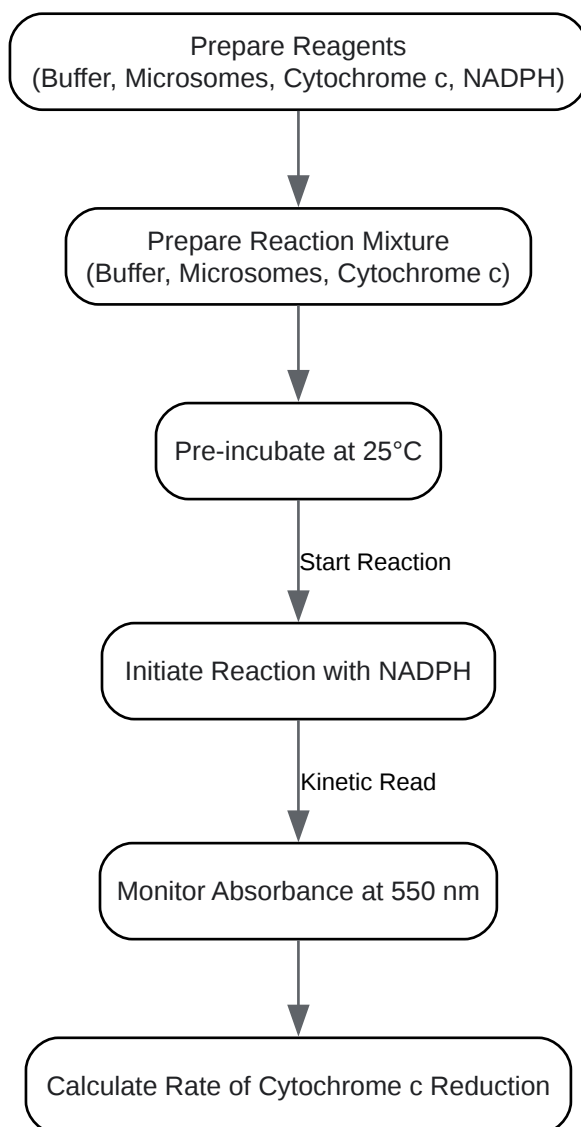 Prepare Reagents
(Buffer, Microsomes, Cytochrome c, NADPH)
Prepare Reaction Mixture
(Buffer, Microsomes, Cytochrome c)
Pre-incubate at 25°C
Start Reaction
Initiate Reaction with NADPH
Kinetic Read
Monitor Absorbance at 550 nm
Calculate Rate of Cytochrome c Reduction